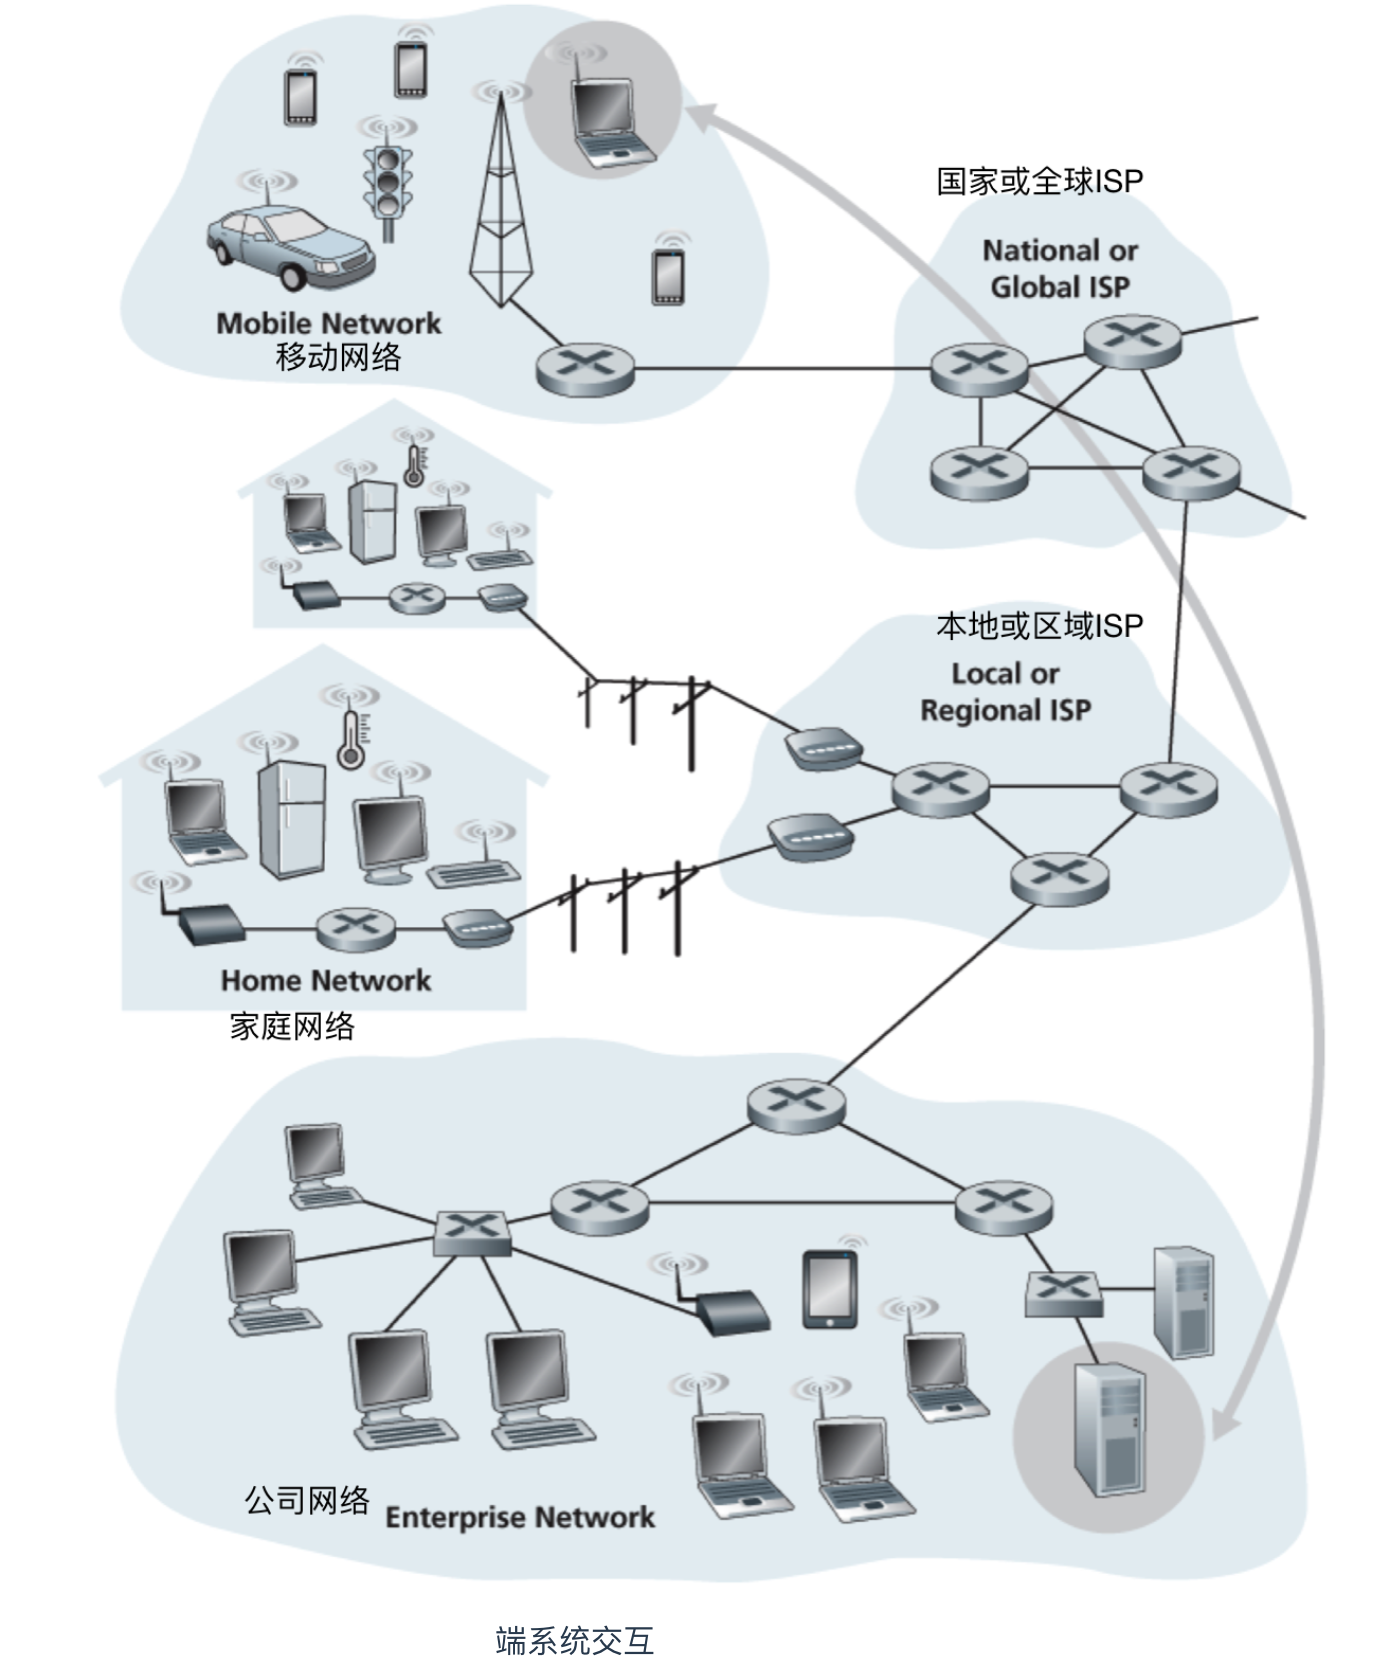 国家或全球ISP
National or
Global ISP
Mobile Network
移动网络
本地或区域ISP
Local or
Regional ISP
Home Network
家庭网络
公司网络
Enterprise Network
端系统交互